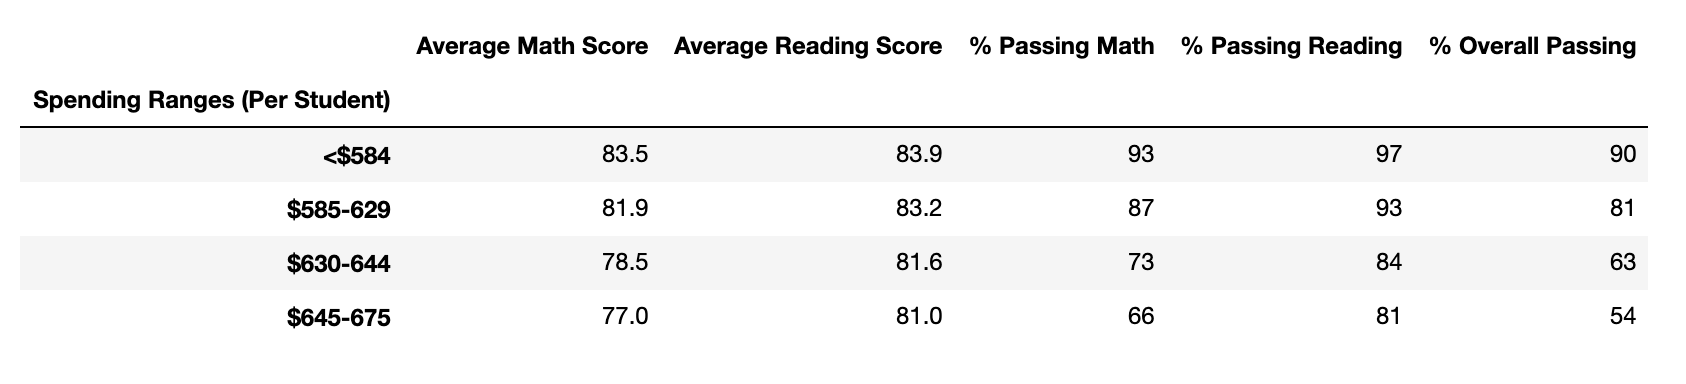 Average Math Score Average Reading Score % Passing Math % Passing Reading % Overall Passing
Spending Ranges (Per Student)
<$584 83.5 83.9 93 97 90
$585-629 81.9 83.2 87 93 81
$630-644 78.5 81.6 73 84 63
$645-675 77.0 81.0 66 81 54